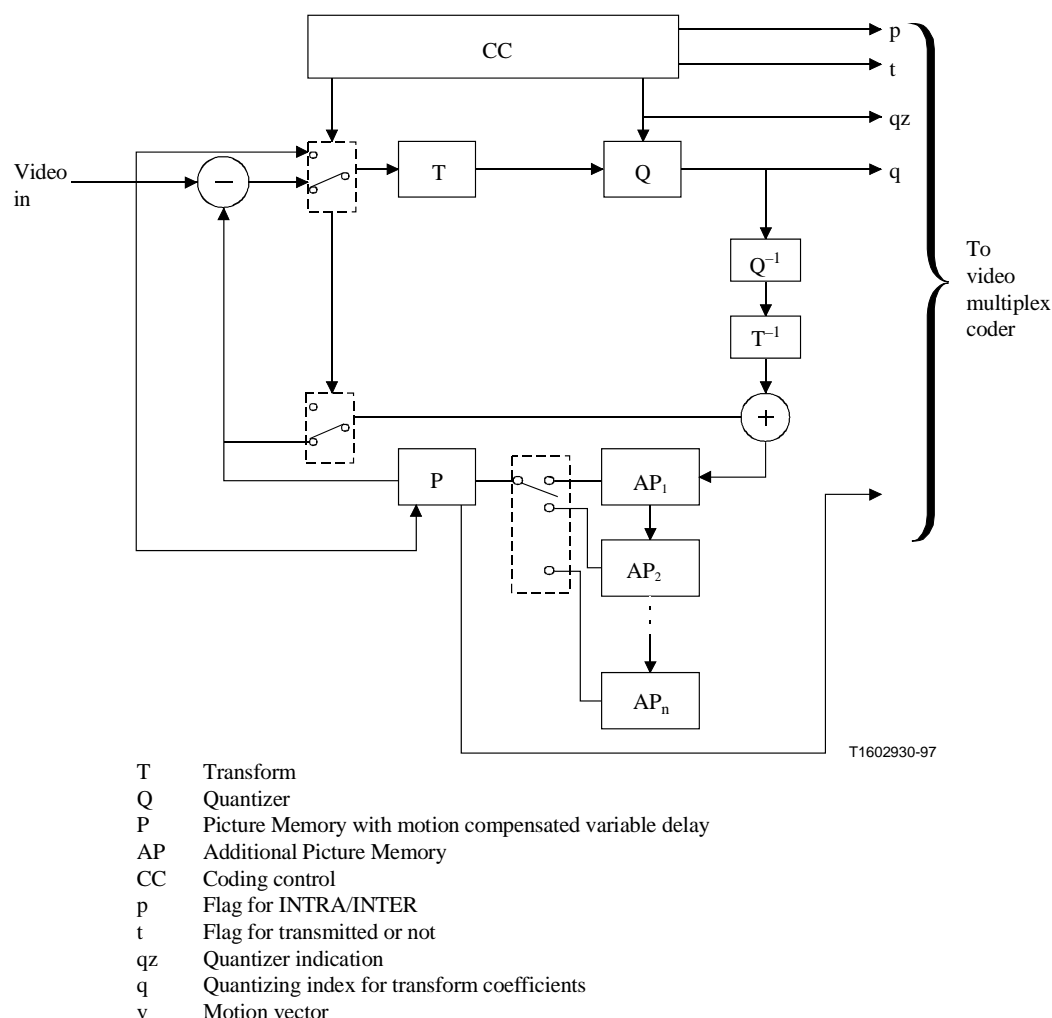 CC
p
t
qz
q
Video
in
−
T
Q
Q–1
T–1
+
To
video
multiplex
coder
P
AP1
AP2
APn
T1602930-97
T Transform
Q Quantizer
P Picture Memory with motion compensated variable delay
AP Additional Picture Memory
CC Coding control
p Flag for INTRA/INTER
t Flag for transmitted or not
qz Quantizer indication
q Quantizing index for transform coefficients
v Motion vector